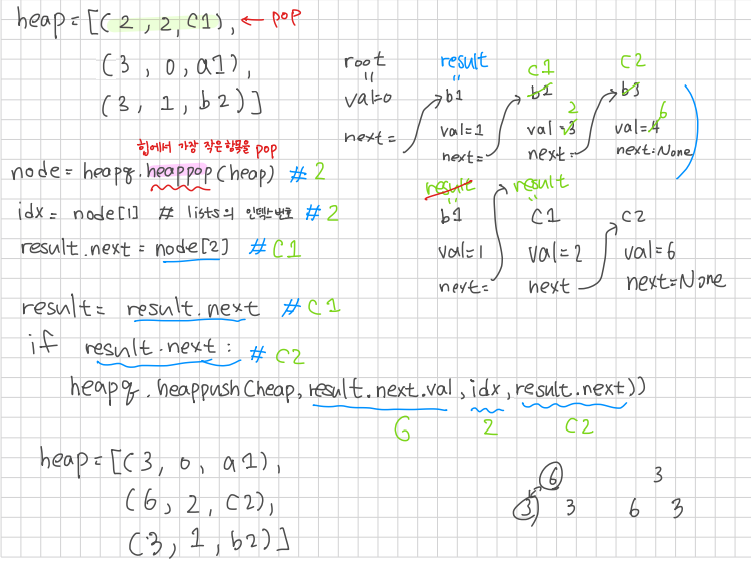 heap = [( 2 , 2, C1), ← pop
( 3 , 0, a1),
( 3 , 1 , b2 )]
root
"
val=0
next=
result
"
b1
val=1
next=
C1
b2
2
val=3
next=
C2
b3
6
val=4
next=None
힙에서 가장 작은 항목을 pop
node = heapq.heappop(heap) # 2
idx = node[1] # lists의 인덱스번호 # 2
result.next = node[2] # C1
result
"
b1
val=1
next=
result
"
C1
val=2
next
C2
val=6
next=None
result = result.next # C1
if result.next : # C2
heapq.heappush(heap, result.next.val, idx, result.next))
6 2 C2
heap = [( 3 , 0 , a1),
(6 , 2, C2),
(3 , 1 , b2 )]
6
3 3
3
6 3